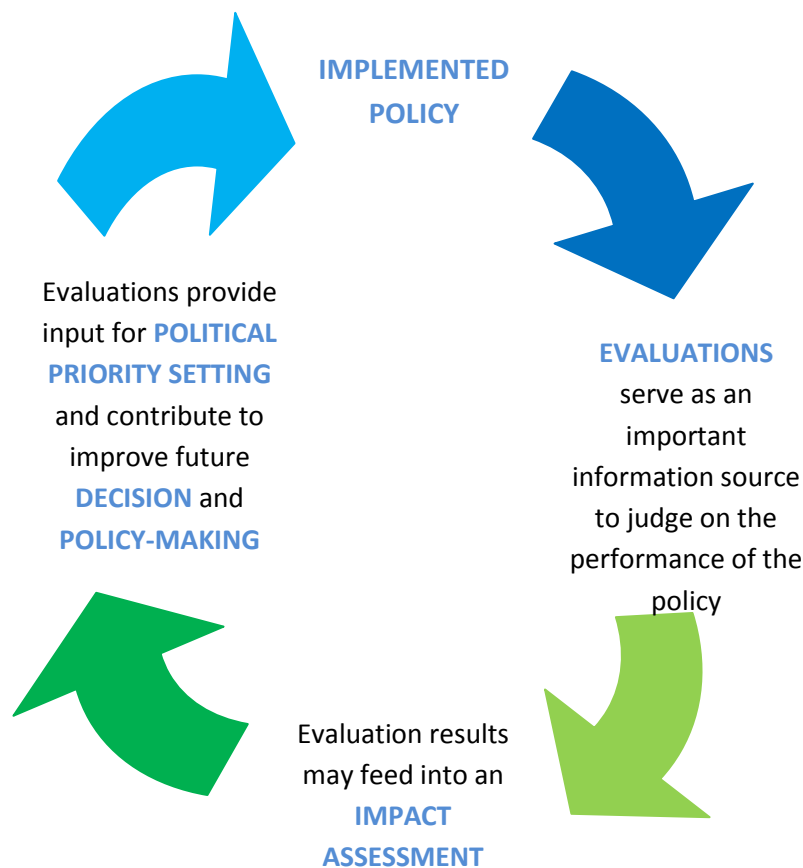 IMPLEMENTED
POLICY
EVALUATIONS
serve as an
important
information source
to judge on the
performance of the
policy
Evaluation results
may feed into an
IMPACT
ASSESSMENT
Evaluations provide
input for POLITICAL
PRIORITY SETTING
and contribute to
improve future
DECISION and
POLICY-MAKING